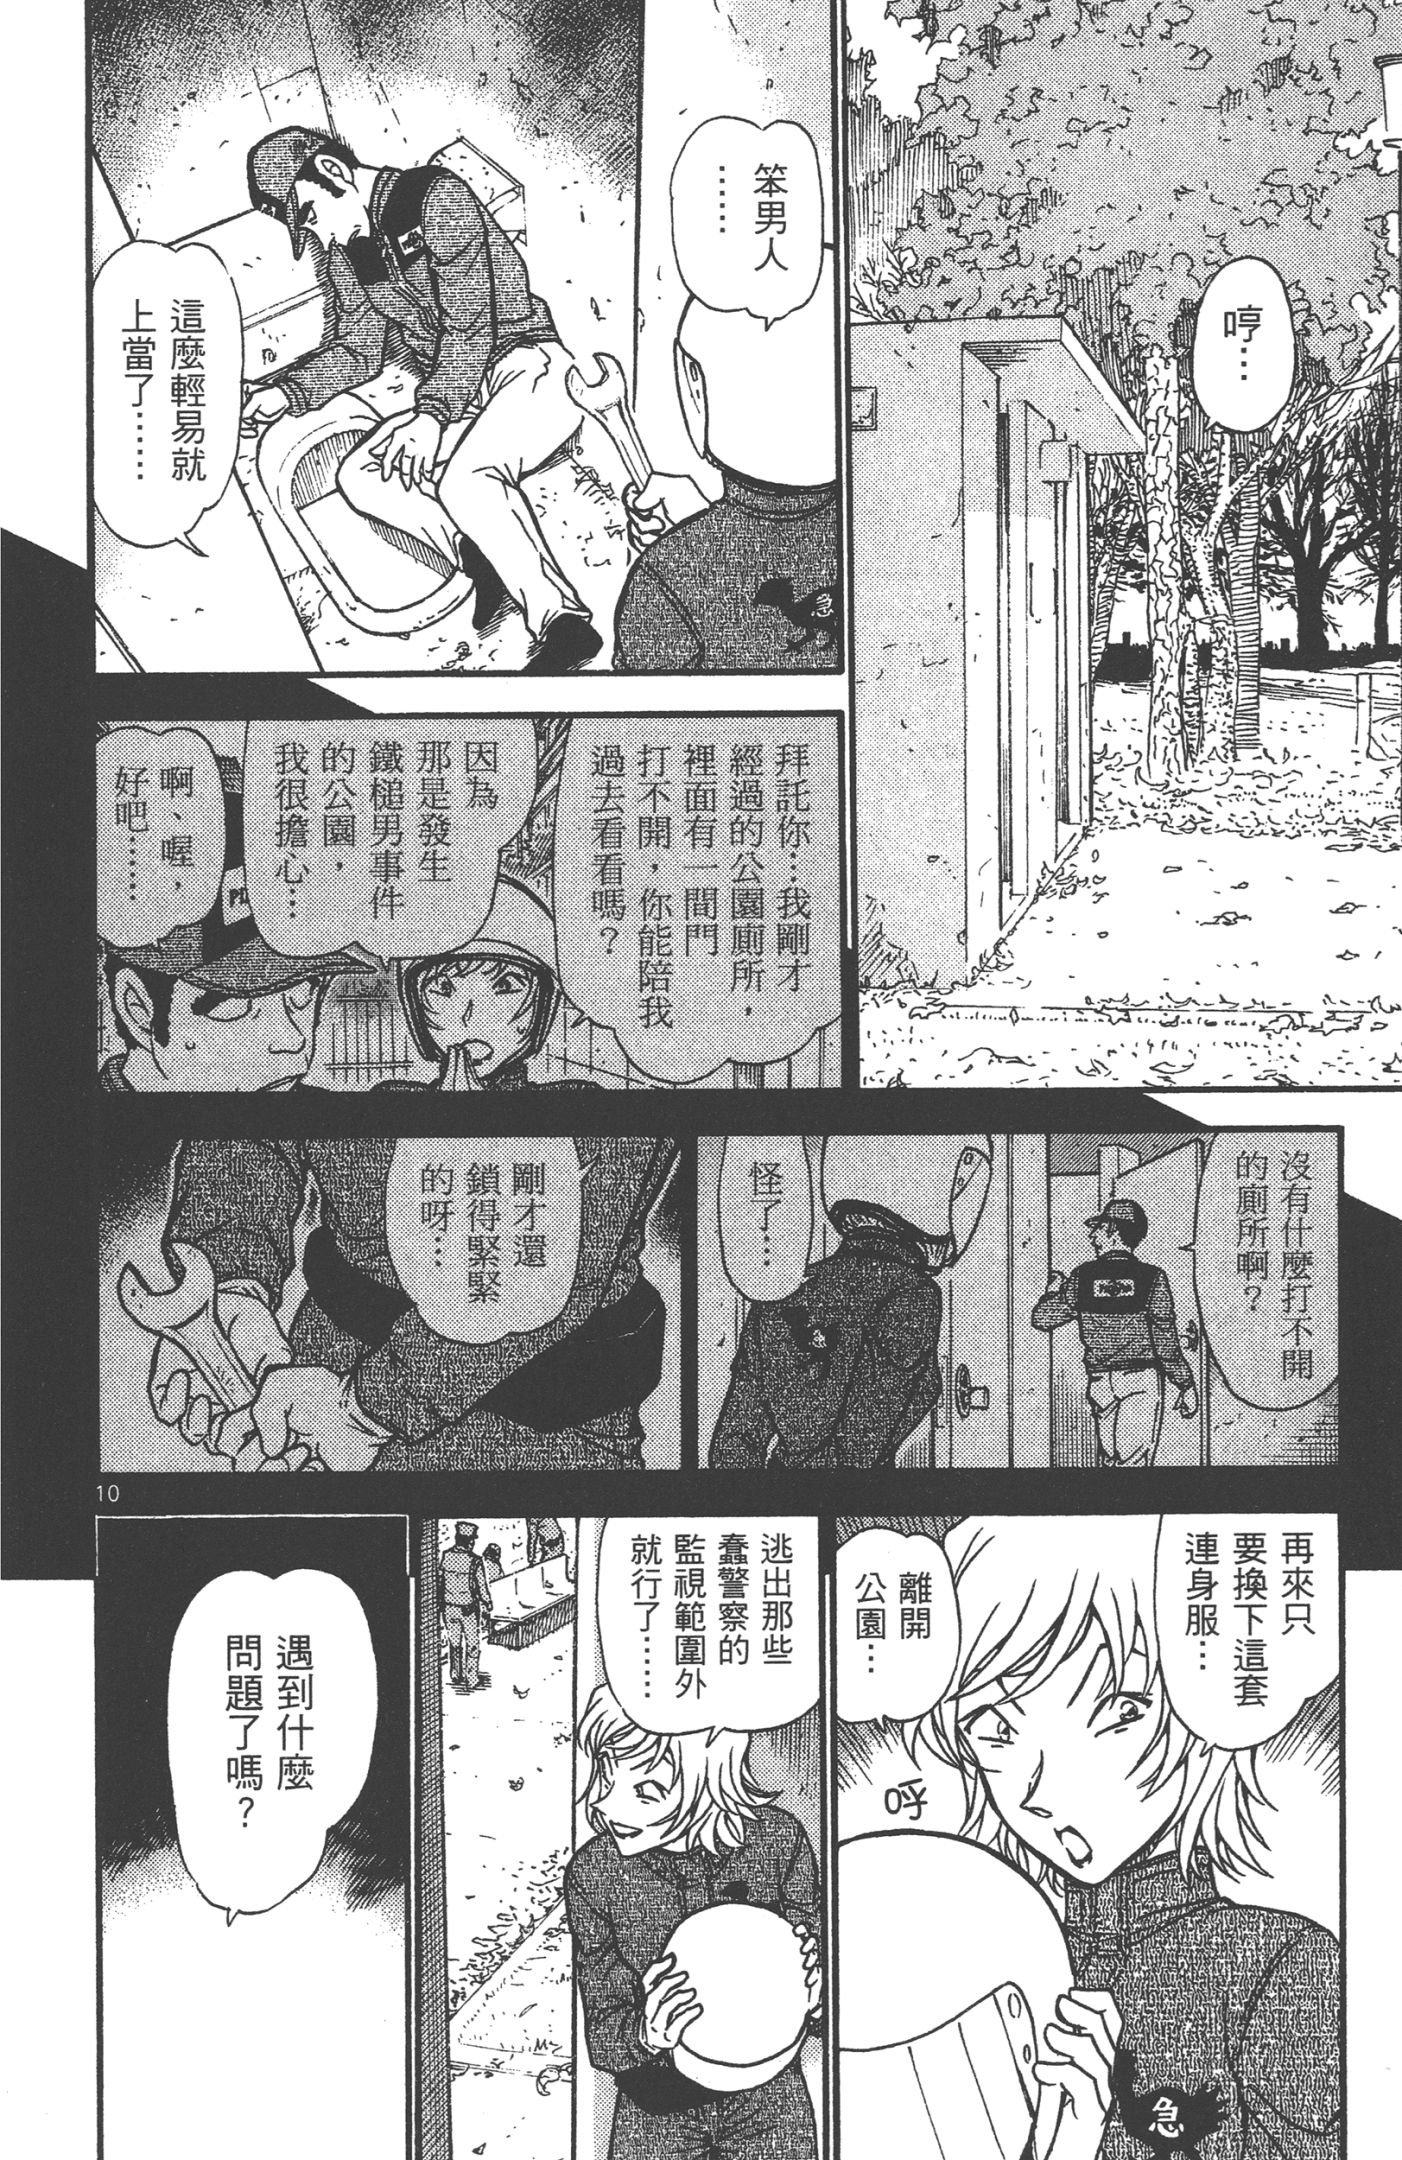 哼…
笨男人
……
這麼輕易就
上當了……
拜託你…我剛才
經過的公園廁所，
裡面有一間門
打不開，你能陪我
過去看看嗎？
因為
那是發生
鐵槌男事件
的公園，
我很擔心…
啊、喔，
好吧……
沒有什麼打不開
的廁所啊？
怪了…
剛才還
鎖得緊緊
的呀…
10
再來只
要換下這套
連身服…
離開
公園…
呼
急
逃出那些
蠢警察的
監視範圍外
就行了……
遇到什麼
問題了嗎？